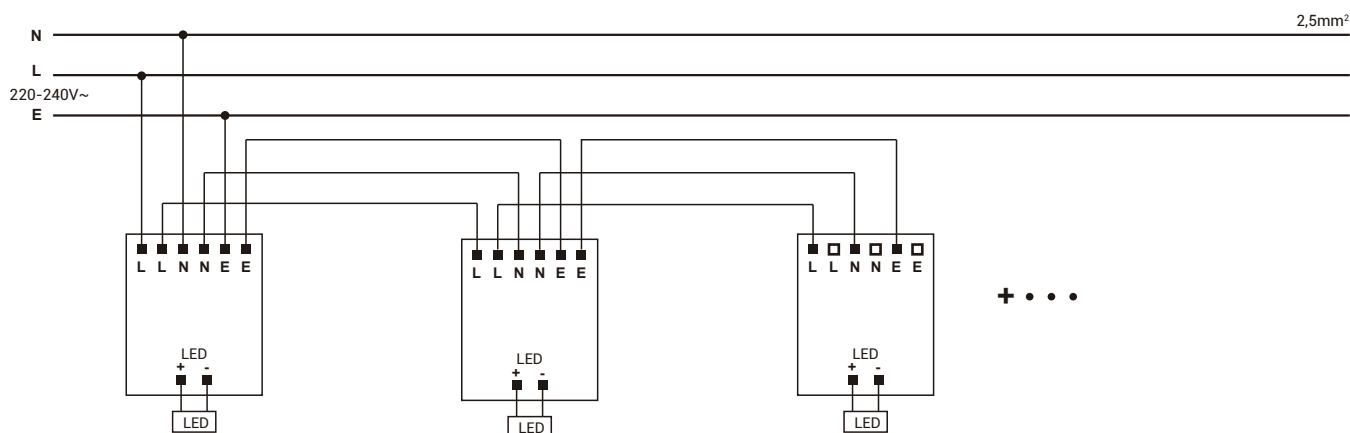 2,5mm²
N
L
220-240V~
E
L L N N E E
L L N N E E
L L N N E E
+ • • •
LED
+ -
LED
LED
+ -
LED
LED
+ -
LED